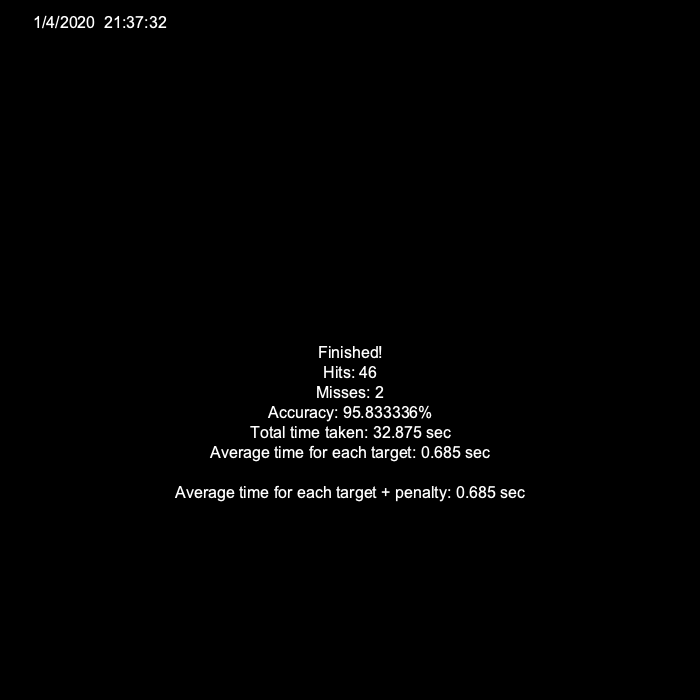 1/4/2020  21:37:32
Finished!
Hits: 46
Misses: 2
Accuracy: 95.833336%
Total time taken: 32.875 sec
Average time for each target: 0.685 sec
Average time for each target + penalty: 0.685 sec